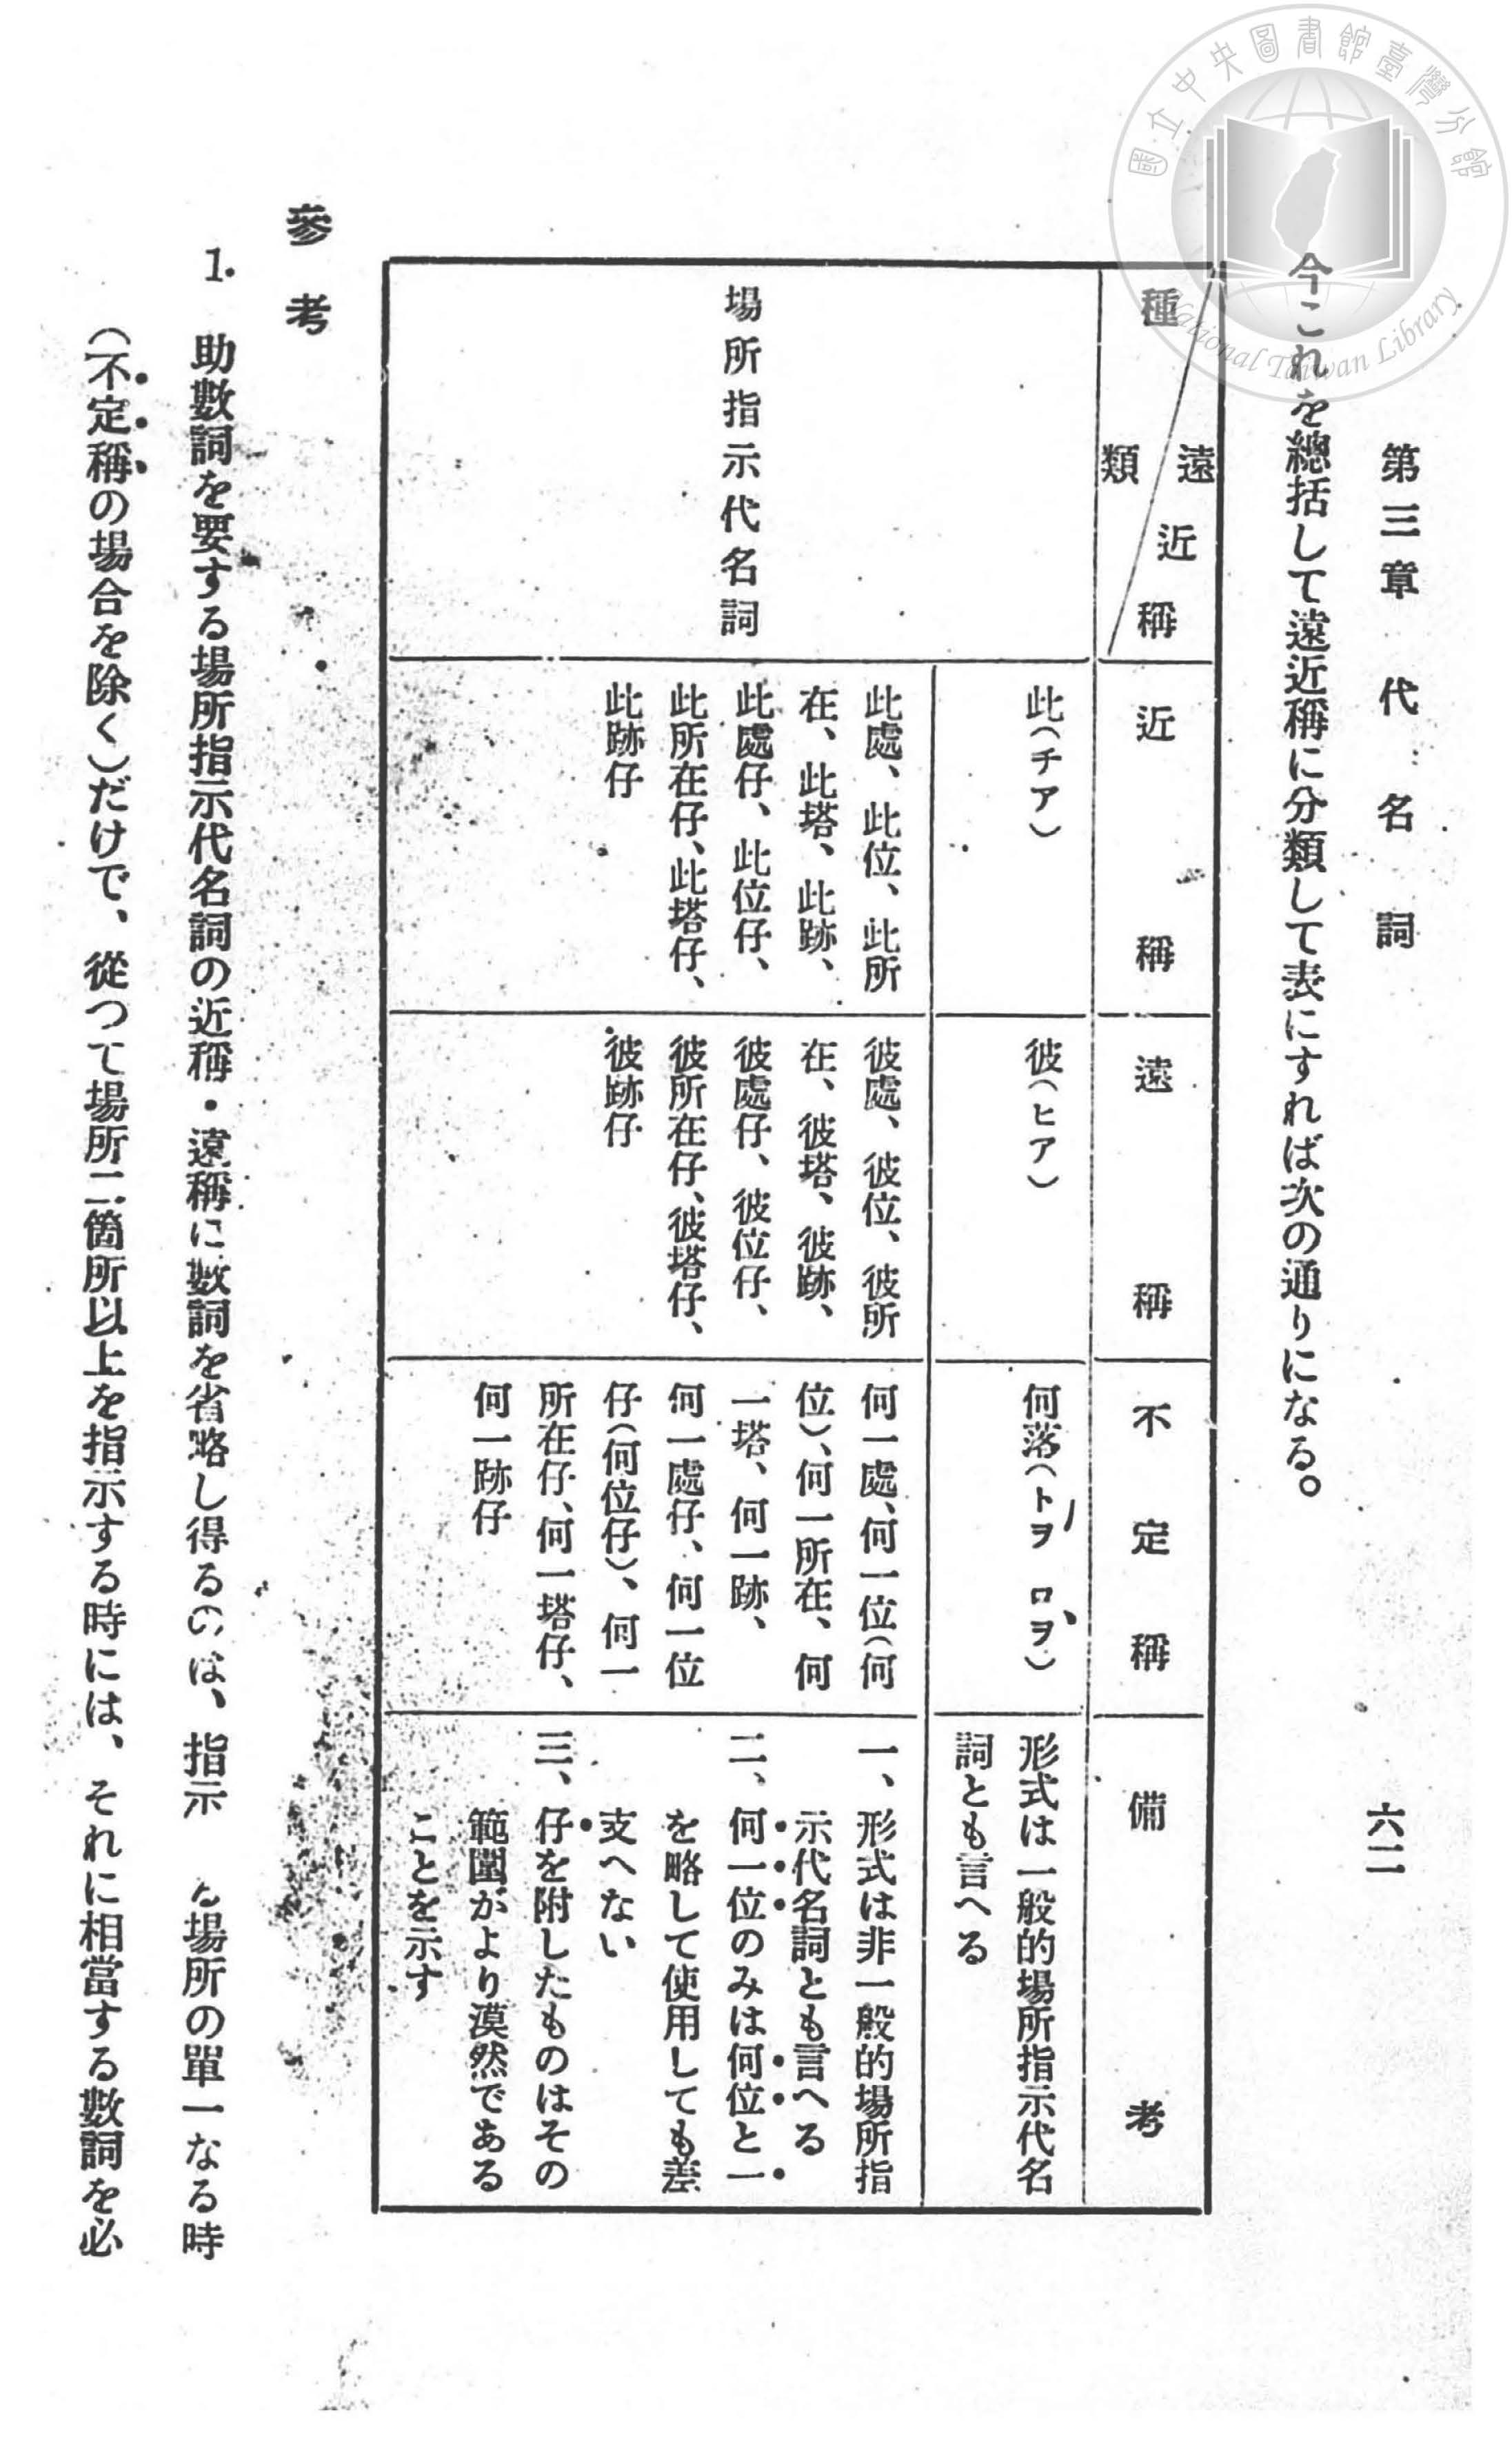 國立中央圖書館臺灣分館
National Taiwan Library
第三章 代名詞
六二
今これを總括して遠近稱に分類して表にすれば次の通りになる。
種類
遠近稱
近稱
遠稱
不定稱
備考
場所指示代名詞
此(チア)
彼(ヒア)
何落(トヲ ロヲ)
形式は一般的場所指示代名
詞とも言へる
此處、此位、此所
在、此塔、此跡、
此處仔、此位仔、
此所在仔、此塔仔、
此跡仔
彼處、彼位、彼所
在、彼塔、彼跡、
彼處仔、彼位仔、
彼所在仔、彼塔仔、
彼跡仔
何一處、何一位(何
位)、何一所在、何
一塔、何一跡、
何一處仔、何一位
仔(何位仔)、何一
所在仔、何一塔仔、
何一跡仔
一、形式は非一般的場所指
示代名詞とも言へる
二、何一位のみは何位と一
を略して使用しても差
支へない
三、仔を附したものはその
範圍がより漠然である
ことを示す
參考
1. 助數詞を要する場所指示代名詞の近稱・遠稱に數詞を省略し得るのは、指示 る場所の單一なる時
(不定稱の場合を除く)だけで、從つて場所二箇所以上を指示する時には、それに相當する數詞を必